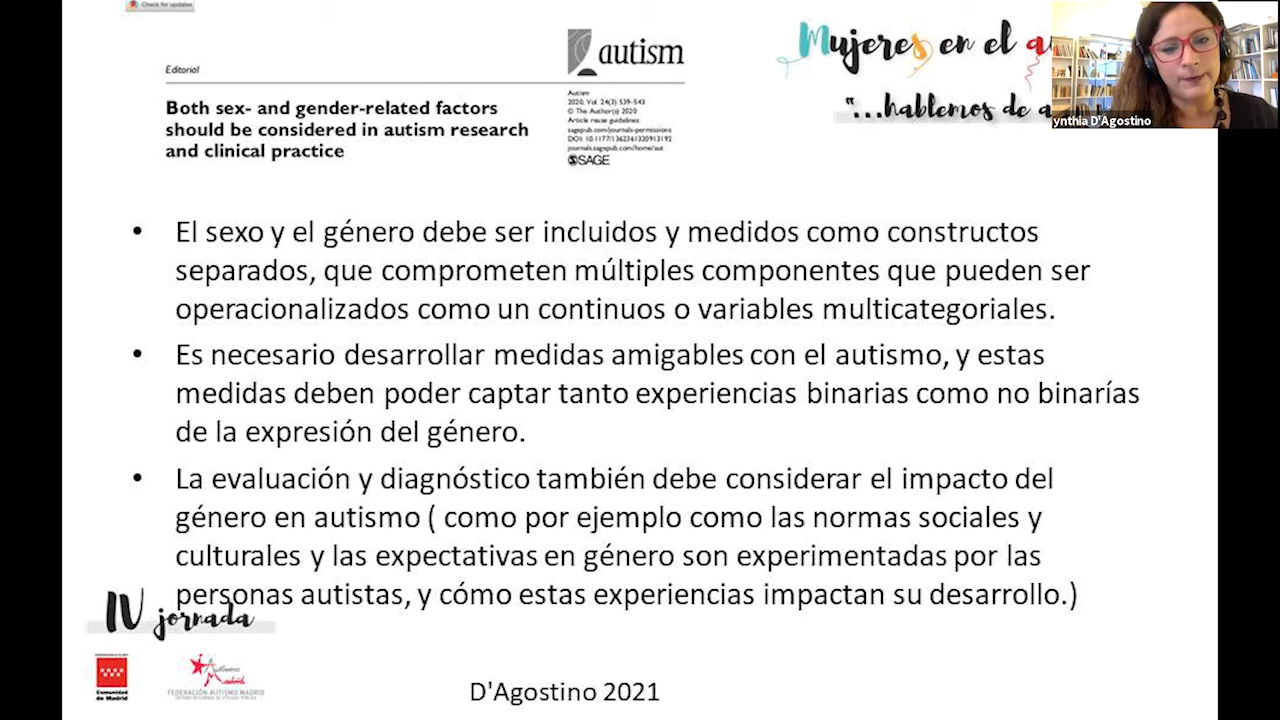 Check for updates
Editorial
autism
Both sex- and gender-related factors
should be considered in autism research
and clinical practice
Autism
2020, Vol. 24(3) 539–543
© The Author(s) 2020
Article reuse guidelines:
sagepub.com/journals-permissions
DOI: 10.1177/1362361320913192
journals.sagepub.com/home/aut
SAGE
Mujeres en el a
"...hablemos de a
ynthia D'Agostino
• El sexo y el género debe ser incluidos y medidos como constructos
separados, que comprometen múltiples componentes que pueden ser
operacionalizados como un continuos o variables multicategoriales.
• Es necesario desarrollar medidas amigables con el autismo, y estas
medidas deben poder captar tanto experiencias binarias como no binarías
de la expresión del género.
• La evaluación y diagnóstico también debe considerar el impacto del
género en autismo ( como por ejemplo como las normas sociales y
culturales y las expectativas en género son experimentadas por las
personas autistas, y cómo estas experiencias impactan su desarrollo.)
IV jornada
Comunidad
de Madrid
Autismo
Madrid
FEDERACIÓN AUTISMO MADRID
D'Agostino 2021